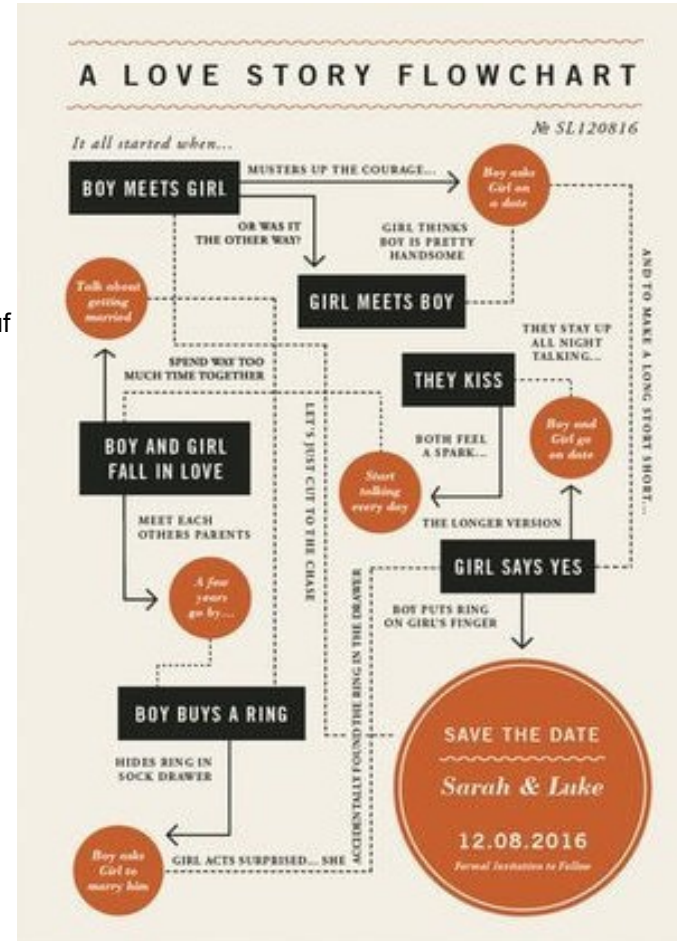 A LOVE STORY FLOWCHART
№ SL120816
It all started when...
BOY MEETS GIRL
MUSTERS UP THE COURAGE...
Boy asks
Girl on
a date
OR WAS IT
THE OTHER WAY?
GIRL THINKS
BOY IS PRETTY
HANDSOME
GIRL MEETS BOY
Talk about
getting
married
uf
AND TO MAKE A LONG STORY SHORT...
THEY STAY UP
ALL NIGHT
TALKING...
SPEND WAY TOO
MUCH TIME TOGETHER
THEY KISS
LET'S JUST CUT TO THE CHASE
BOY AND GIRL
FALL IN LOVE
BOTH FEEL
A SPARK...
Boy and
Girl go
on date
Start
talking
every day
MEET EACH
OTHERS PARENTS
THE LONGER VERSION
GIRL SAYS YES
A few
years
go by...
BOY PUTS RING
ON GIRL'S FINGER
BOY BUYS A RING
HIDES RING IN
SOCK DRAWER
Boy asks
Girl to
marry him
GIRL ACTS SURPRISED... SHE
ACCIDENTALLY FOUND THE RING IN THE DRAWER
SAVE THE DATE
Sarah & Luke
12.08.2016
Formal Invitation to Follow